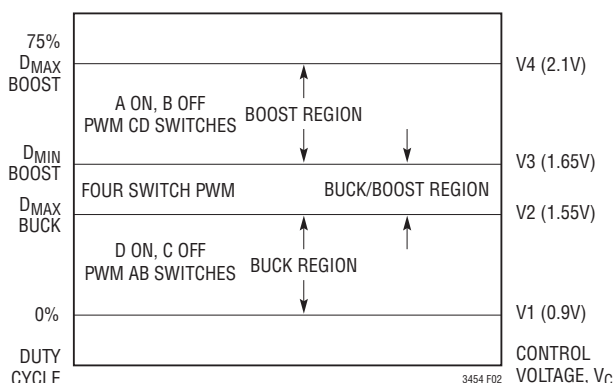 75%
DMAX
BOOST
V4 (2.1V)
A ON, B OFF
PWM CD SWITCHES
BOOST REGION
DMIN
BOOST
V3 (1.65V)
FOUR SWITCH PWM
BUCK/BOOST REGION
DMAX
BUCK
V2 (1.55V)
D ON, C OFF
PWM AB SWITCHES
BUCK REGION
0%
V1 (0.9V)
DUTY
CYCLE
3454 F02
CONTROL
VOLTAGE, VC